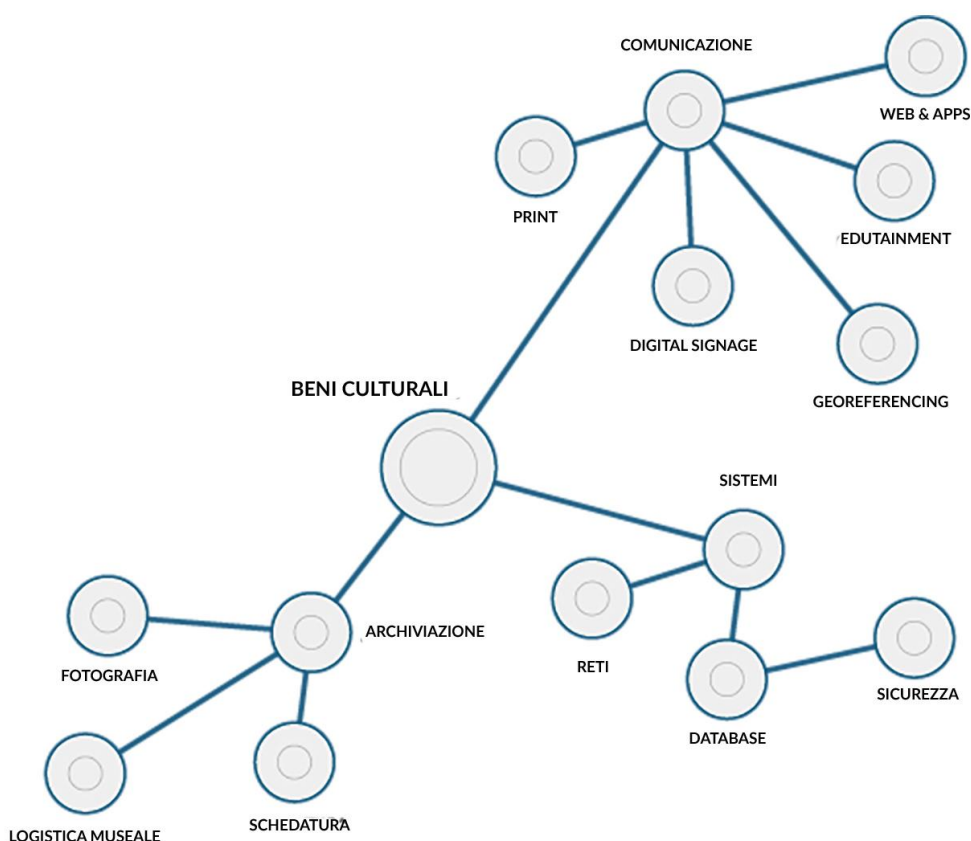 COMUNICAZIONE
WEB & APPS
PRINT
EDUTAINMENT
DIGITAL SIGNAGE
GEOREFERENCING
BENI CULTURALI
SISTEMI
ARCHIVIAZIONE
RETI
FOTOGRAFIA
SICUREZZA
DATABASE
SCHEDATURA
LOGISTICA MUSEALE